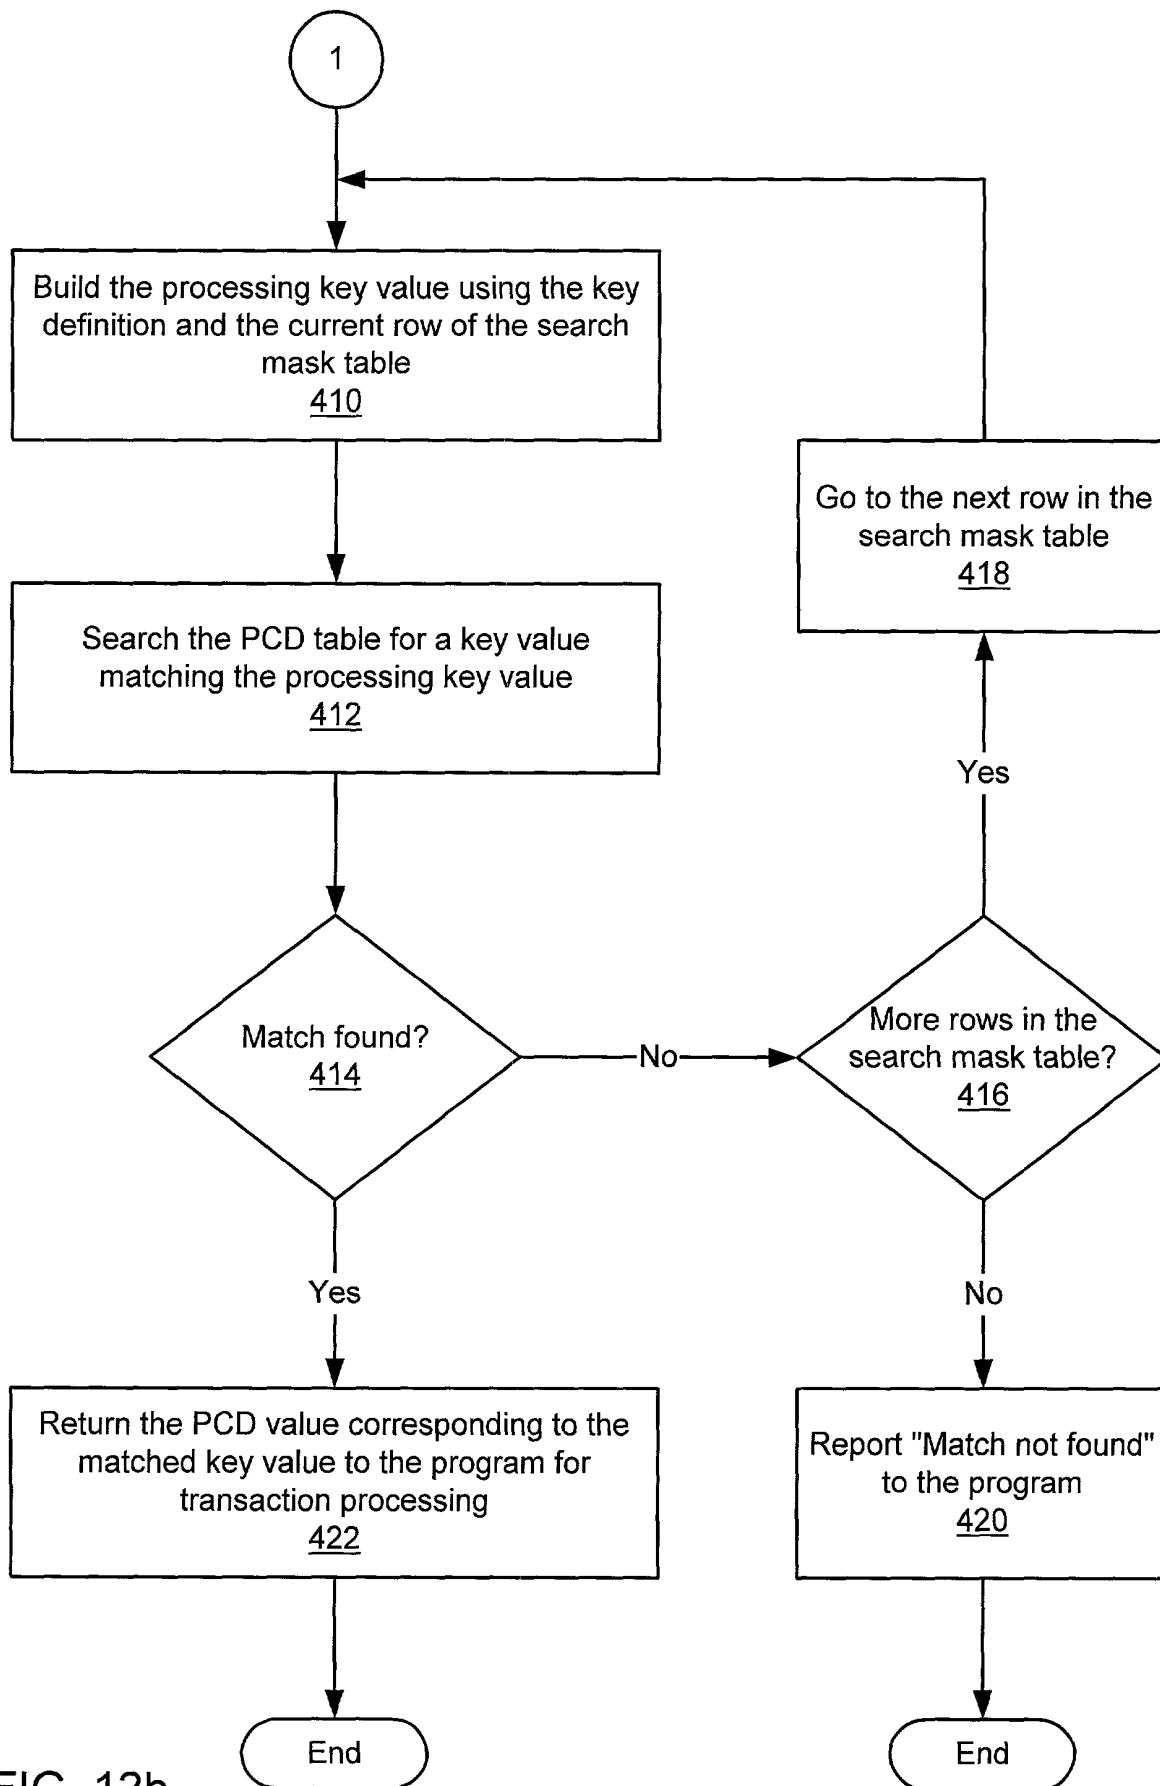 1
Build the processing key value using the key
definition and the current row of the search
mask table
410
Go to the next row in the
search mask table
418
Search the PCD table for a key value
matching the processing key value
412
Yes
Match found?
414
No
More rows in the
search mask table?
416
Yes
No
Return the PCD value corresponding to the
matched key value to the program for
transaction processing
422
Report "Match not found"
to the program
420
End
End
FIG. 12b